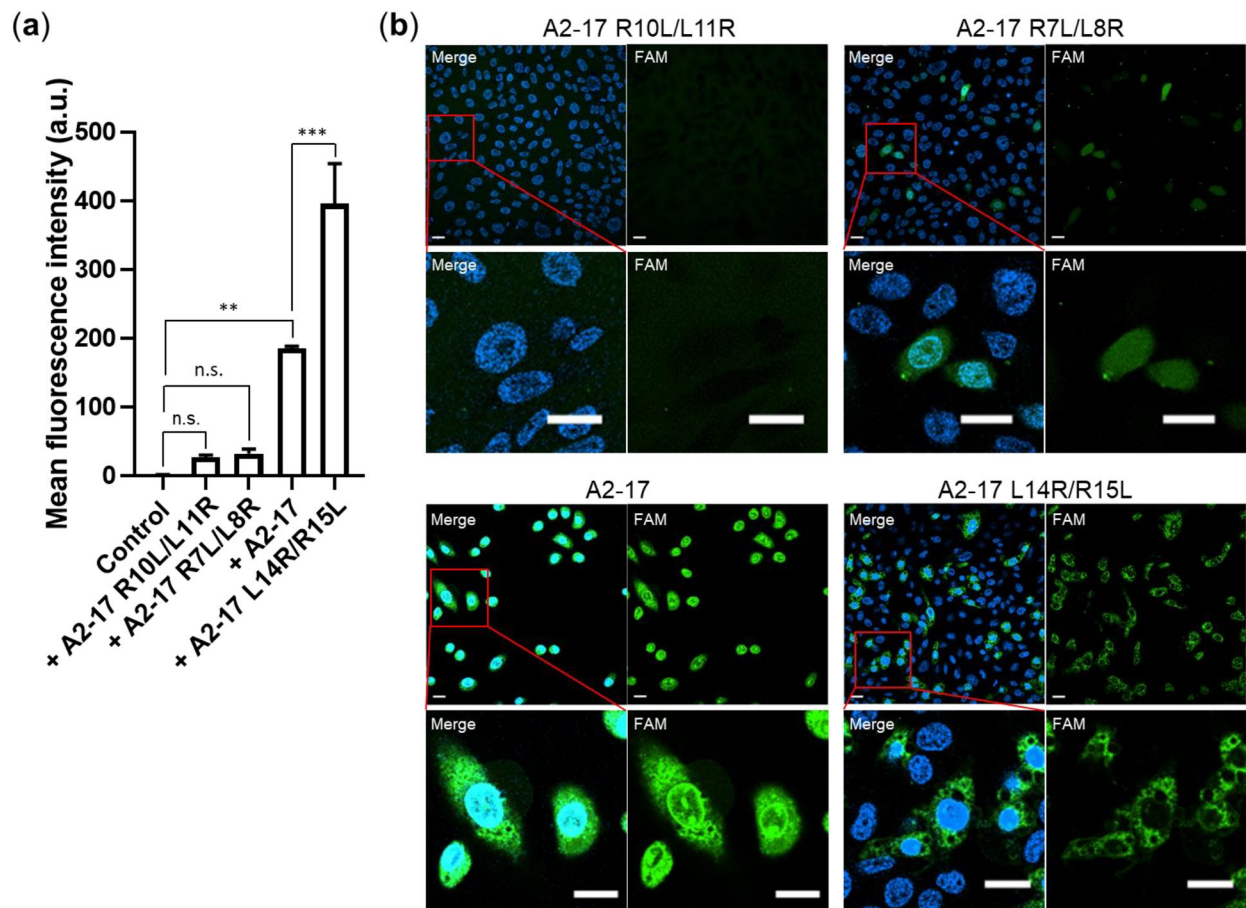 (a)
Mean fluorescence intensity (a.u.)
500
400
300
200
100
0
***
**
n.s.
n.s.
Control
+ A2-17 R10L/L11R
+ A2-17 R7L/L8R
+ A2-17
+ A2-17 L14R/R15L
(b)
A2-17 R10L/L11R
Merge
FAM
Merge
FAM
A2-17 R7L/L8R
Merge
FAM
Merge
FAM
A2-17
Merge
FAM
Merge
FAM
A2-17 L14R/R15L
Merge
FAM
Merge
FAM